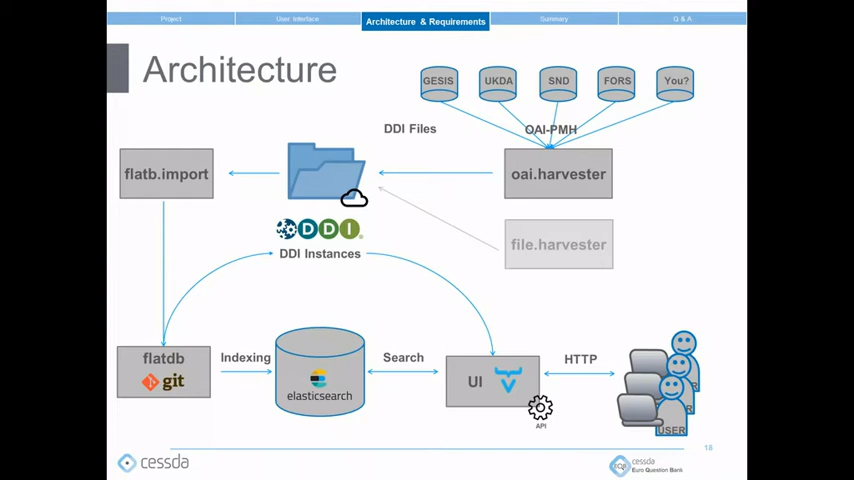 Project
User Interface
Architecture & Requirements
Summary
Q & A
Architecture
GESIS
UKDA
SND
FORS
You?
DDI Files
OAI-PMH
flatb.import
oai.harvester
DDI
file.harvester
DDI Instances
flatdb
git
Indexing
elasticsearch
Search
UI
HTTP
API
USER
18
cessda
cessda
Euro Question Bank